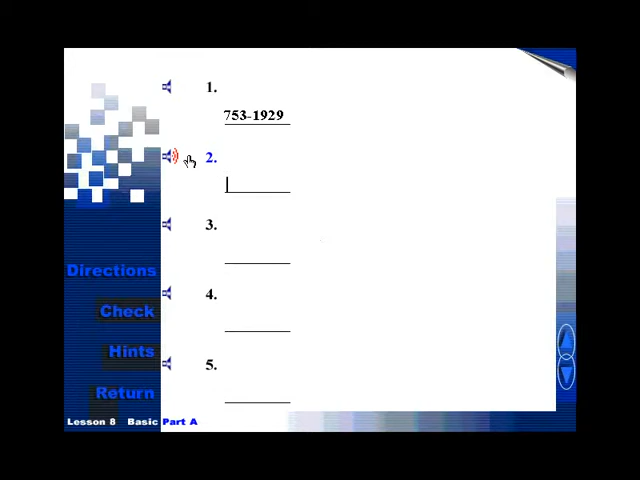 1.
753-1929
2.
3.
4.
5.
Directions
Check
Hints
Return
Lesson 8 Basic Part A